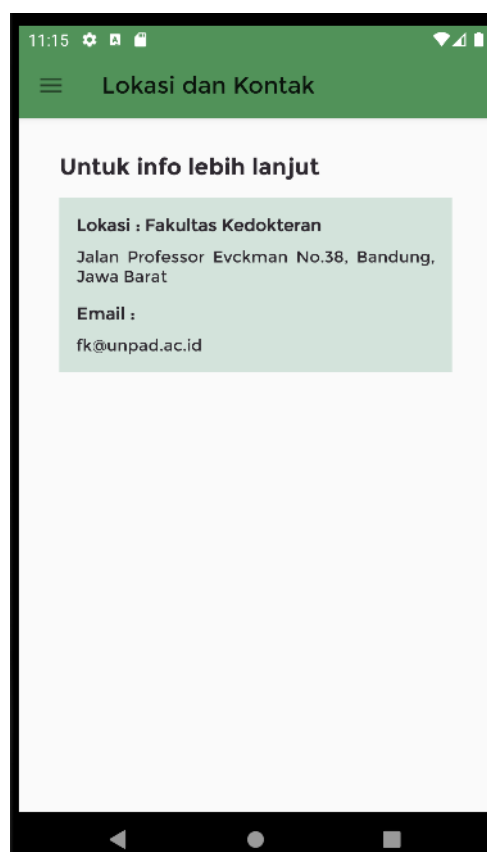 11:15
Lokasi dan Kontak
Untuk info lebih lanjut
Lokasi : Fakultas Kedokteran
Jalan Professor Evckman No.38, Bandung,
Jawa Barat
Email :
fk@unpad.ac.id